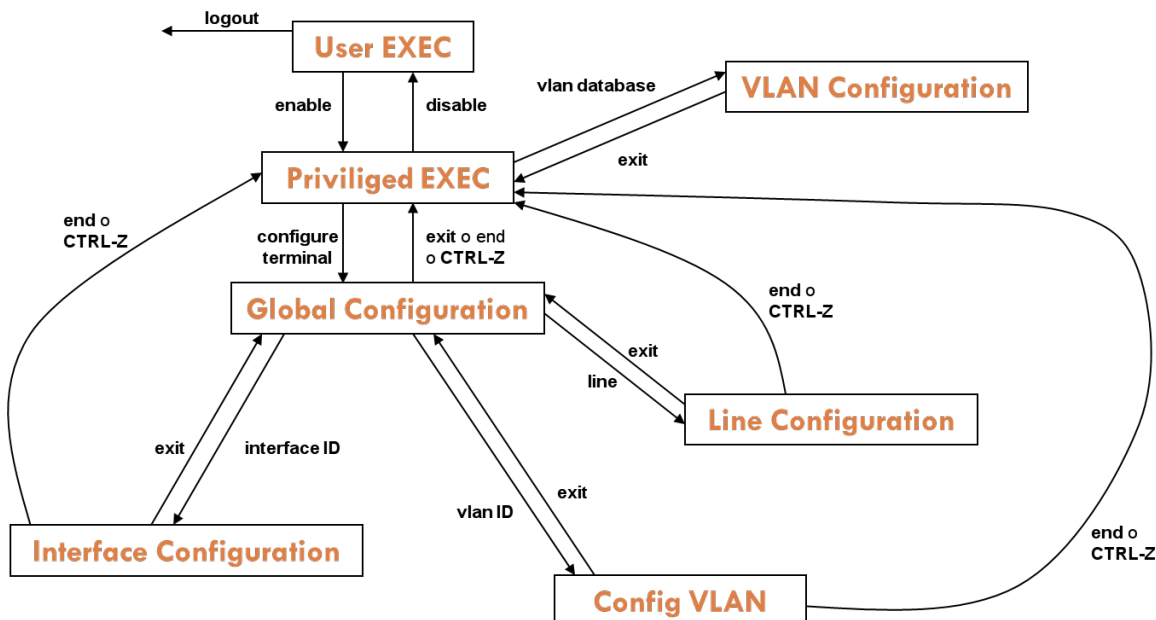 logout
User EXEC
enable
disable
vlan database
VLAN Configuration
exit
Priviliged EXEC
end o
CTRL-Z
configure
terminal
exit o end
o CTRL-Z
Global Configuration
end o
CTRL-Z
exit
line
Line Configuration
exit
interface ID
exit
vlan ID
Interface Configuration
end o
CTRL-Z
Config VLAN